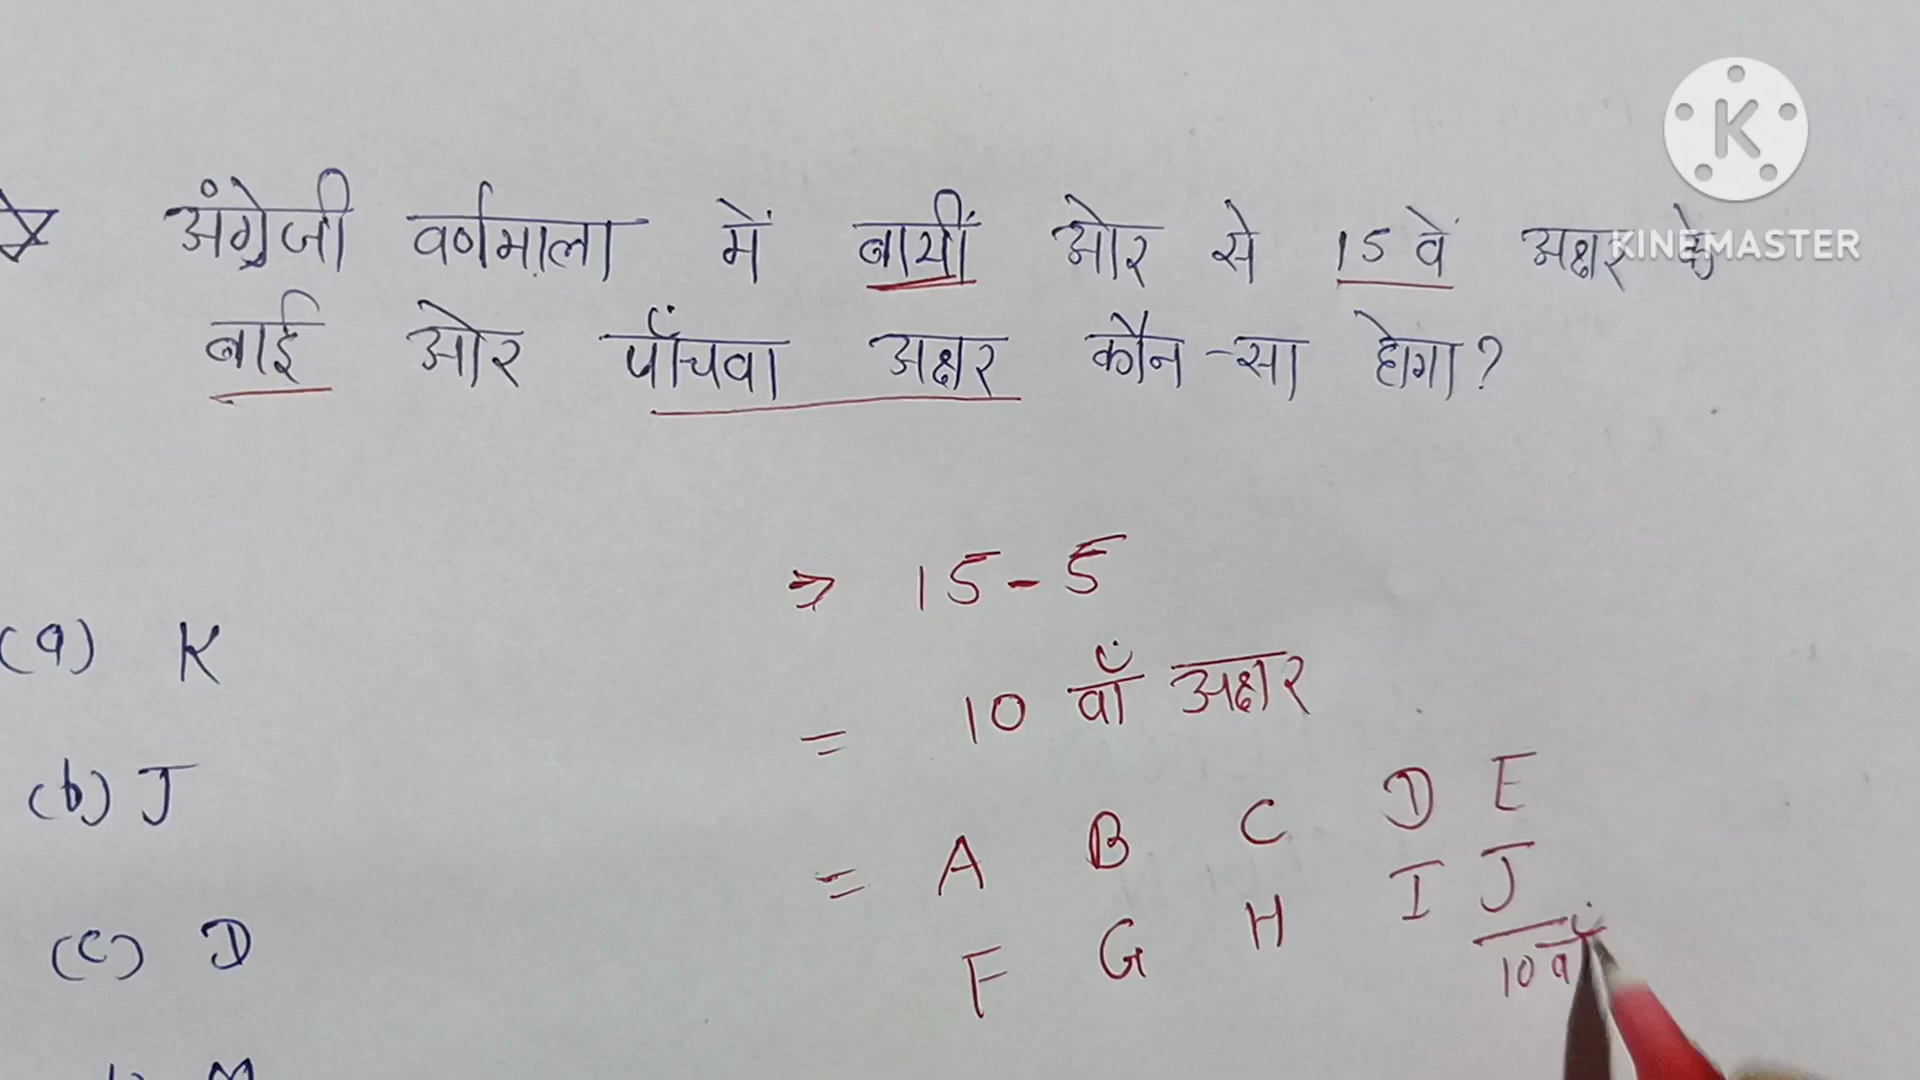 अंग्रेजी वर्णमाला में बायीं ओर से 15 वें अक्षर के
बाई ओर पाँचवा अक्षर कौन-सा होगा?
⇒ 15-5
= 10 वाँ अक्षर
(a) K
(b) J
(c) D
= A B C D E
F G H I J
10 वाँ
K
KINEMASTER